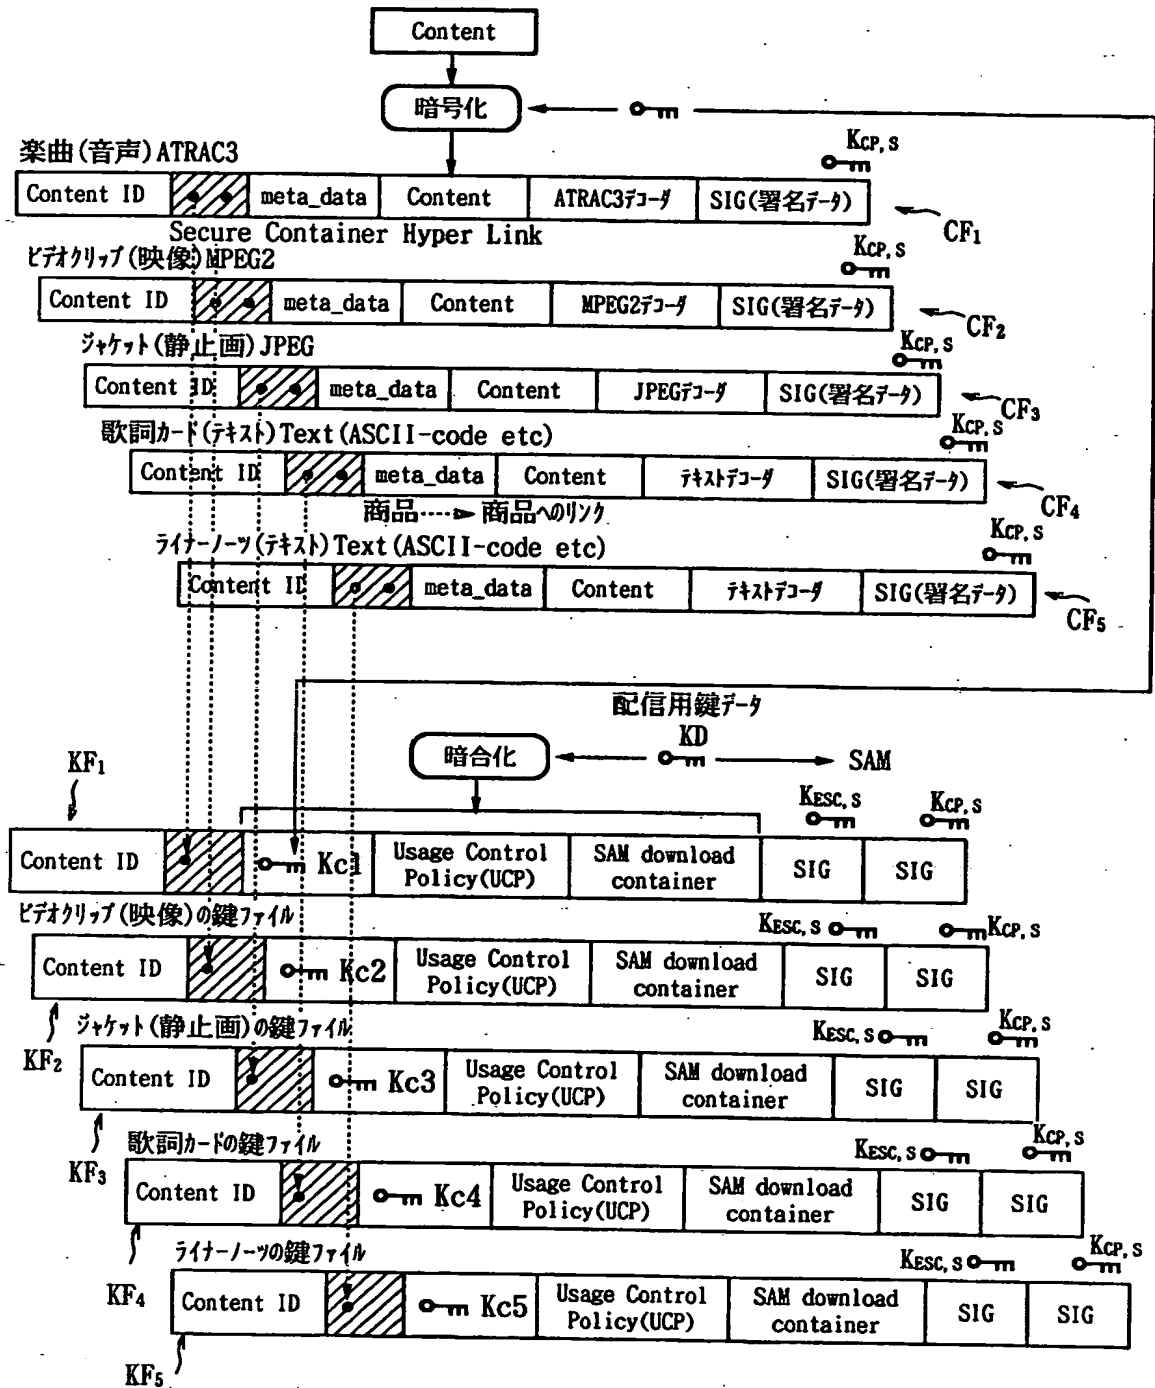 Content
暗号化
楽曲(音声)ATRAC3
KCP,S
Content ID meta_data Content ATRAC3デコーダ SIG(署名データ)
CF1
Secure Container Hyper Link
ビデオクリップ(映像)MPEG2
KCP,S
Content ID meta_data Content MPEG2デコーダ SIG(署名データ)
CF2
ジャケット(静止画)JPEG
KCP,S
Content ID meta_data Content JPEGデコーダ SIG(署名データ)
CF3
歌詞カード(テキスト)Text(ASCII-code etc)
KCP,S
Content ID meta_data Content テキストデコーダ SIG(署名データ)
CF4
商品 商品へのリンク
ライナーノーツ(テキスト)Text(ASCII-code etc)
KCP,S
Content ID meta_data Content テキストデコーダ SIG(署名データ)
CF5
配信用鍵データ
暗合化 KD SAM
KF1
KESC,S KCP,S
Content ID Kc1 Usage Control Policy(UCP) SAM download container SIG SIG
ビデオクリップ(映像)の鍵ファイル
KESC,S KCP,S
Content ID Kc2 Usage Control Policy(UCP) SAM download container SIG SIG
KF2
ジャケット(静止画)の鍵ファイル
KESC,S KCP,S
Content ID Kc3 Usage Control Policy(UCP) SAM download container SIG SIG
KF3
歌詞カードの鍵ファイル
KESC,S KCP,S
Content ID Kc4 Usage Control Policy(UCP) SAM download container SIG SIG
KF4
ライナーノーツの鍵ファイル
KESC,S KCP,S
Content ID Kc5 Usage Control Policy(UCP) SAM download container SIG SIG
KF5